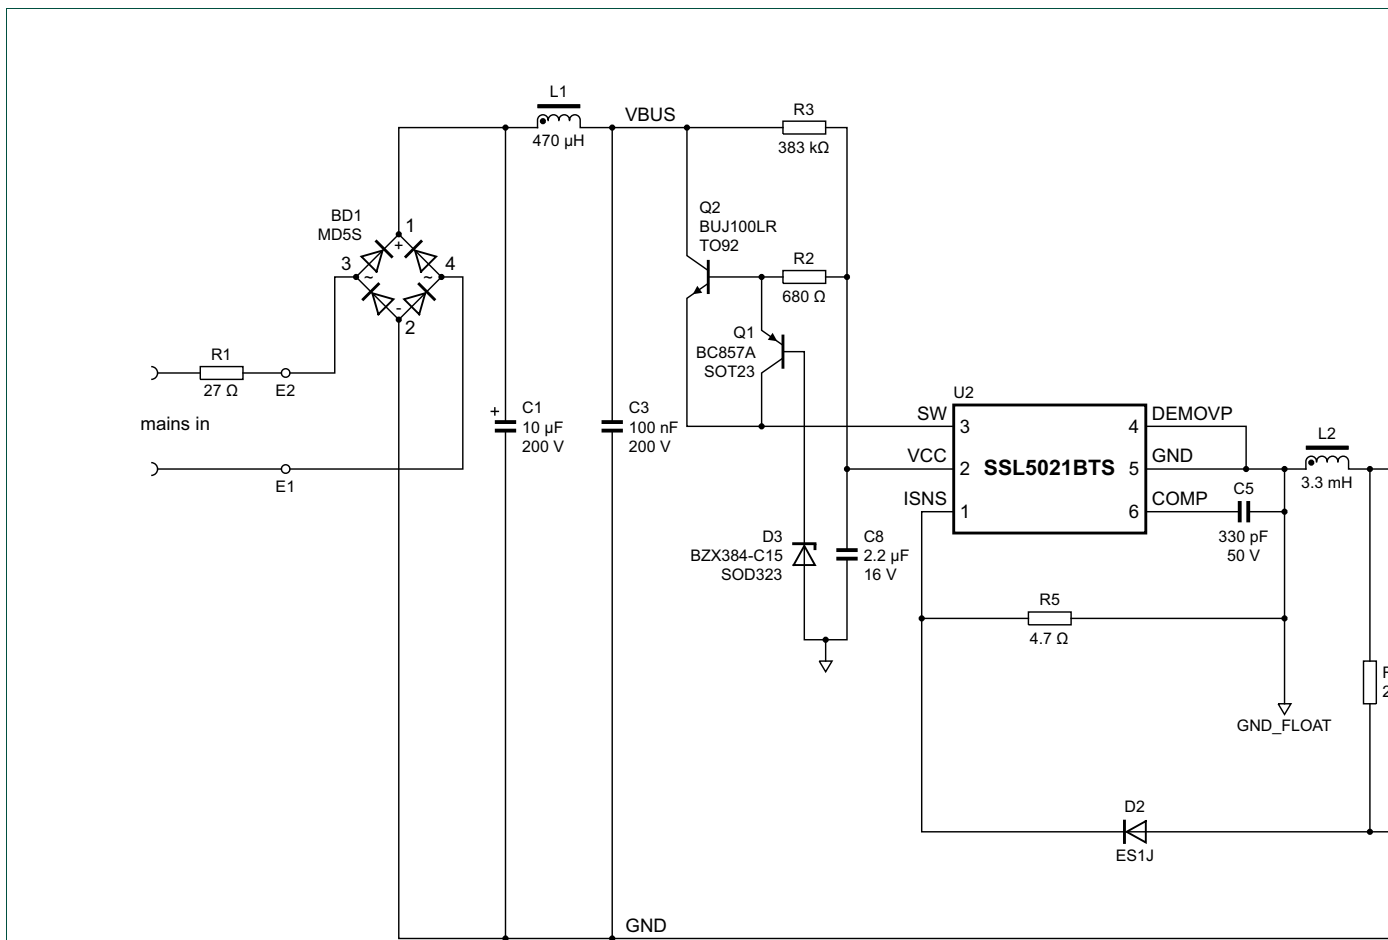 L1
470 µH
VBUS
R3
383 kΩ
BD1
MD5S
1
+
3
~
~
4
-
2
Q2
BUJ100LR
TO92
R2
680 Ω
Q1
BC857A
SOT23
R1
27 Ω
E2
mains in
E1
+
C1
10 µF
200 V
C3
100 nF
200 V
U2
SW
3
VCC
2
ISNS
1
SSL5021BTS
4
DEMOVP
5
GND
6
COMP
L2
3.3 mH
C5
330 pF
50 V
D3
BZX384-C15
SOD323
C8
2.2 µF
16 V
R5
4.7 Ω
GND_FLOAT
2
D2
ES1J
GND